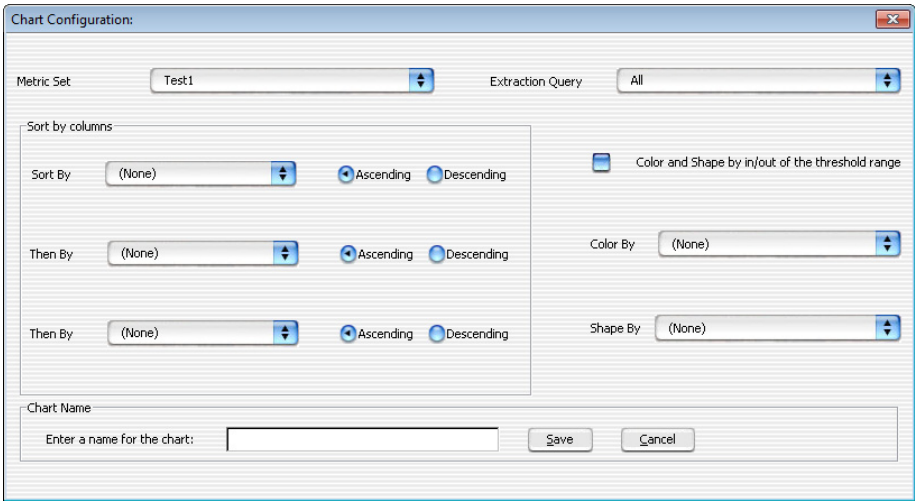 Chart Configuration:
Metric Set Test1 Extraction Query All
Sort by columns
Sort By (None) Ascending Descending
Color and Shape by in/out of the threshold range
Then By (None) Ascending Descending
Color By (None)
Then By (None) Ascending Descending
Shape By (None)
Chart Name
Enter a name for the chart: Save Cancel